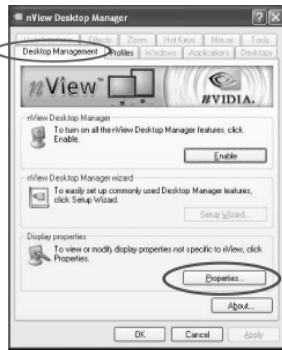 nView Desktop Manager
User Interface Effects Zoom Hot Keys Mouse Tools
Desktop Management Profiles Windows Applications Desktops
nView™
NVIDIA.
nView Desktop Manager
To turn on all the nView Desktop Manager features, click
Enable.
Enable
nView Desktop Manager wizard
To easily set up commonly used Desktop Manager features,
click Setup Wizard.
Setup Wizard...
Display properties
To view or modify display properties not specific to nView, click
Properties.
Properties...
About...
OK Cancel Apply